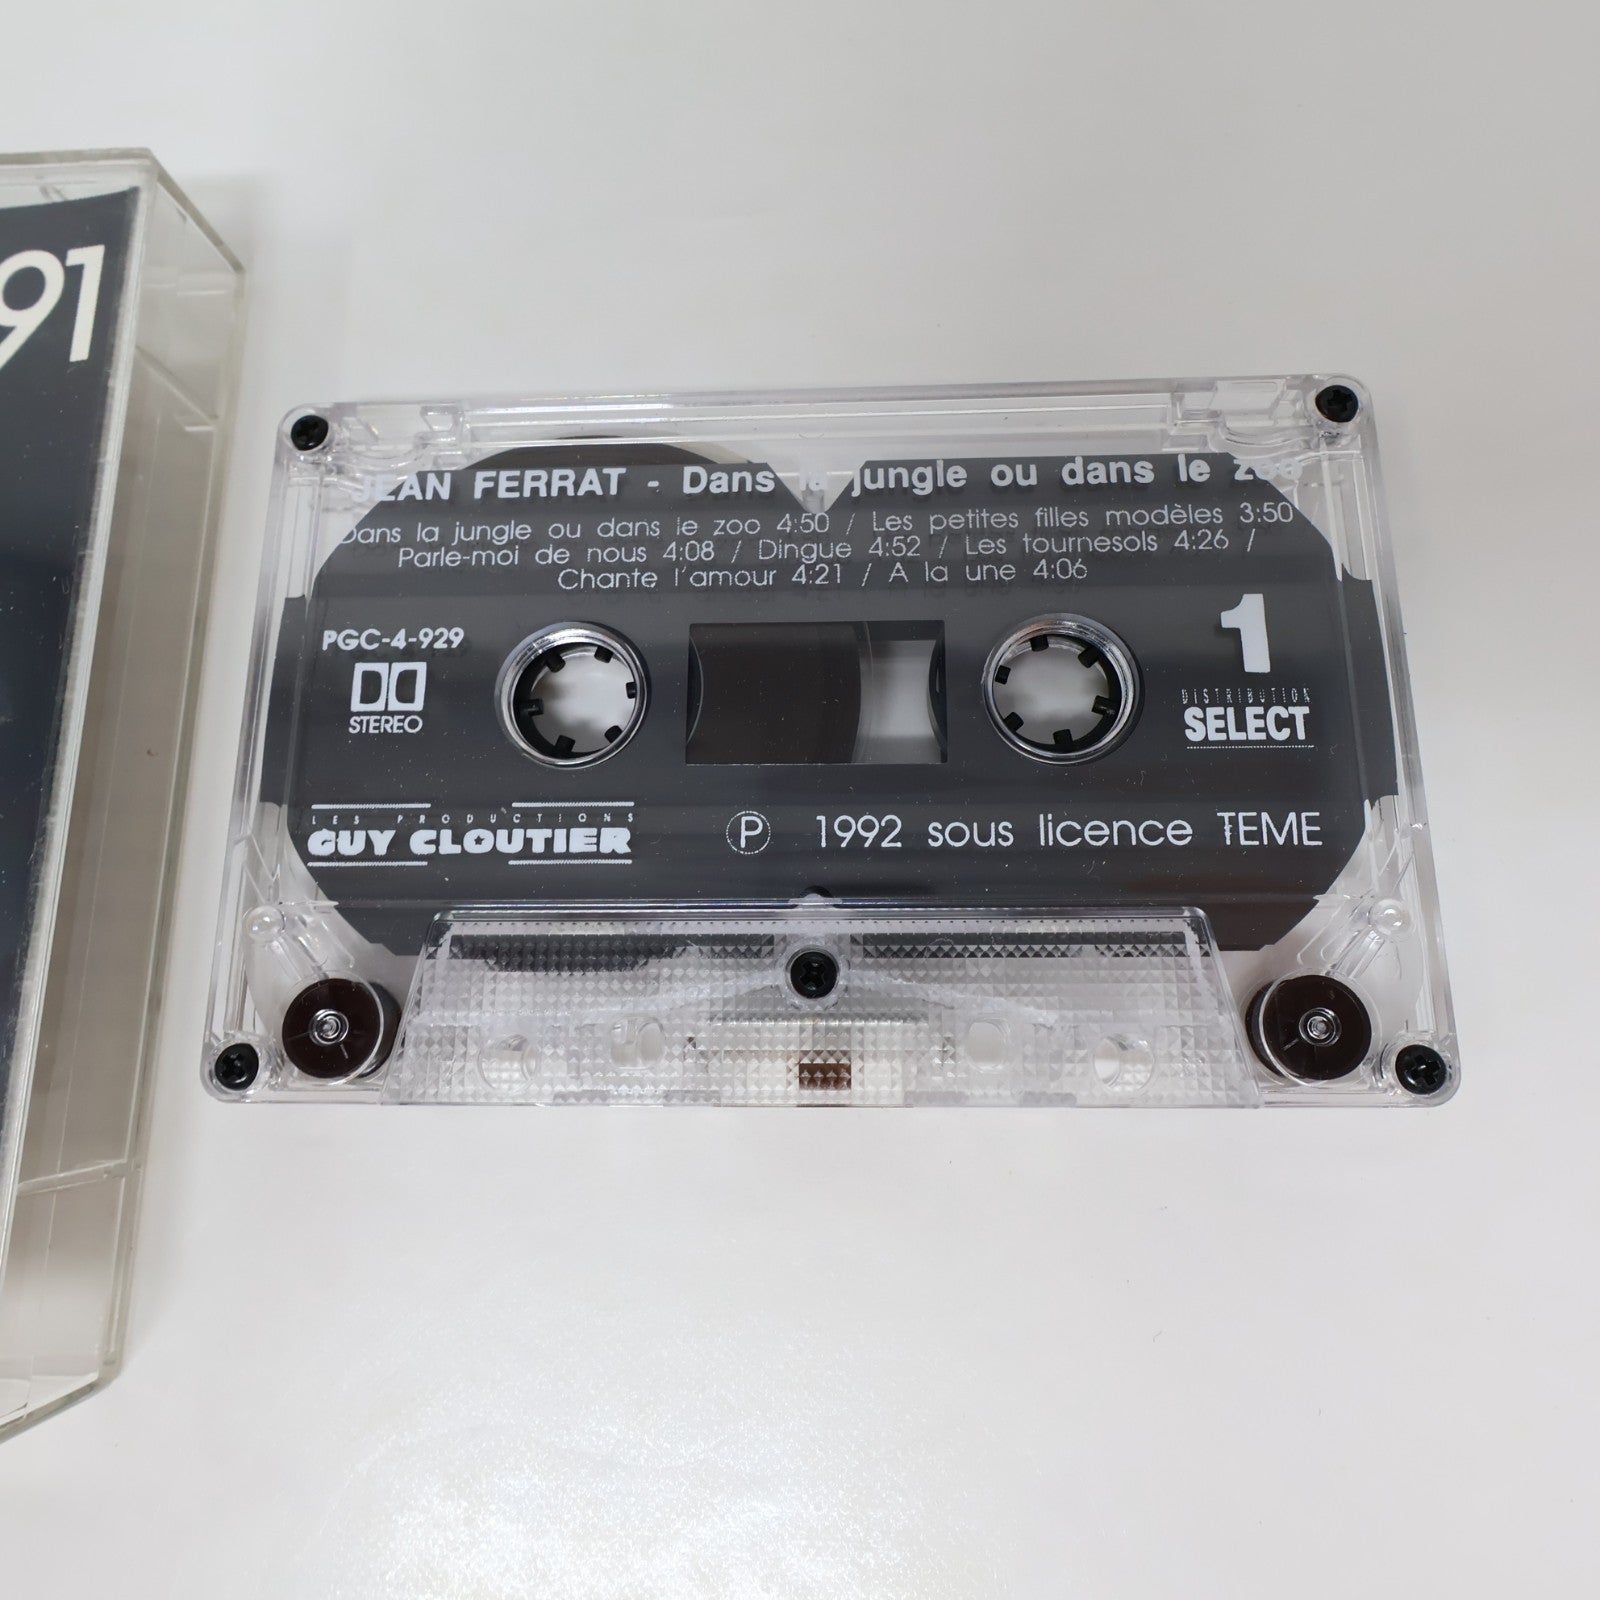 91
JEAN FERRAT - Dans la jungle ou dans le zoo
Dans la jungle ou dans le zoo 4:50 / Les petites filles modèles 3:50
Parle-moi de nous 4:08 / Dingue 4:52 / Les tournesols 4:26 /
Chante l'amour 4:21 / A la une 4:06
PGC-4-929
STEREO
1
DISTRIBUTION
SELECT
LES PRODUCTIONS
GUY CLOUTIER
Ⓟ 1992 sous licence TEME